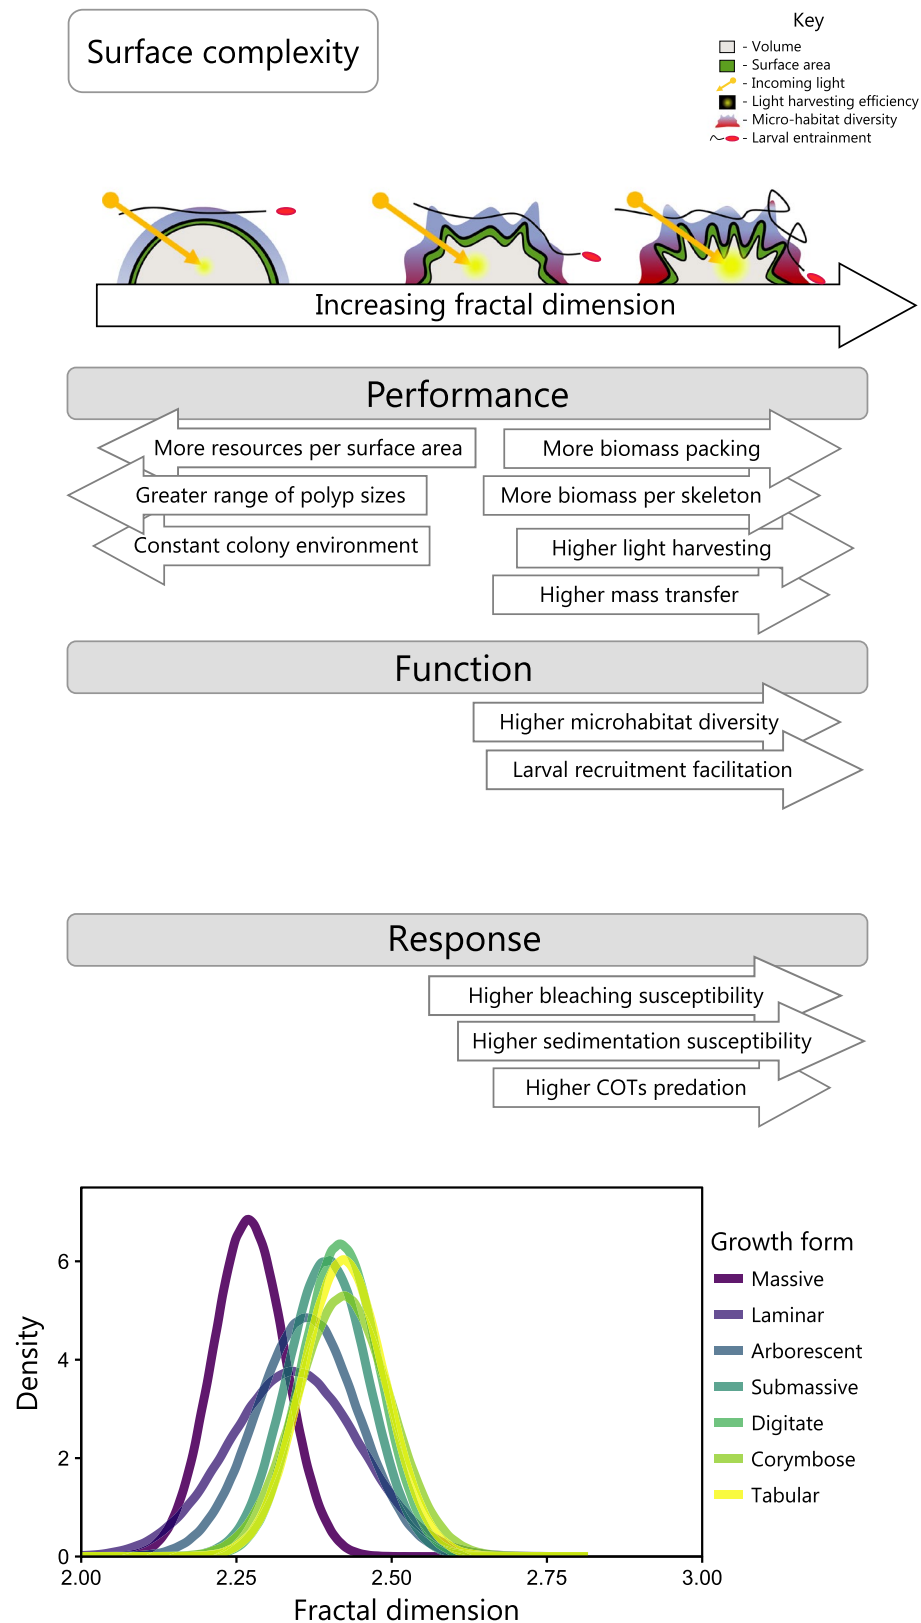 Surface complexity
Key
- Volume
- Surface area
- Incoming light
- Light harvesting efficiency
- Micro-habitat diversity
- Larval entrainment
Increasing fractal dimension
Performance
More resources per surface area
More biomass packing
Greater range of polyp sizes
More biomass per skeleton
Constant colony environment
Higher light harvesting
Higher mass transfer
Function
Higher microhabitat diversity
Larval recruitment facilitation
Response
Higher bleaching susceptibility
Higher sedimentation susceptibility
Higher COTs predation
Density
6
4
2
0
2.00
2.25
2.50
2.75
3.00
Fractal dimension
Growth form
Massive
Laminar
Arborescent
Submassive
Digitate
Corymbose
Tabular